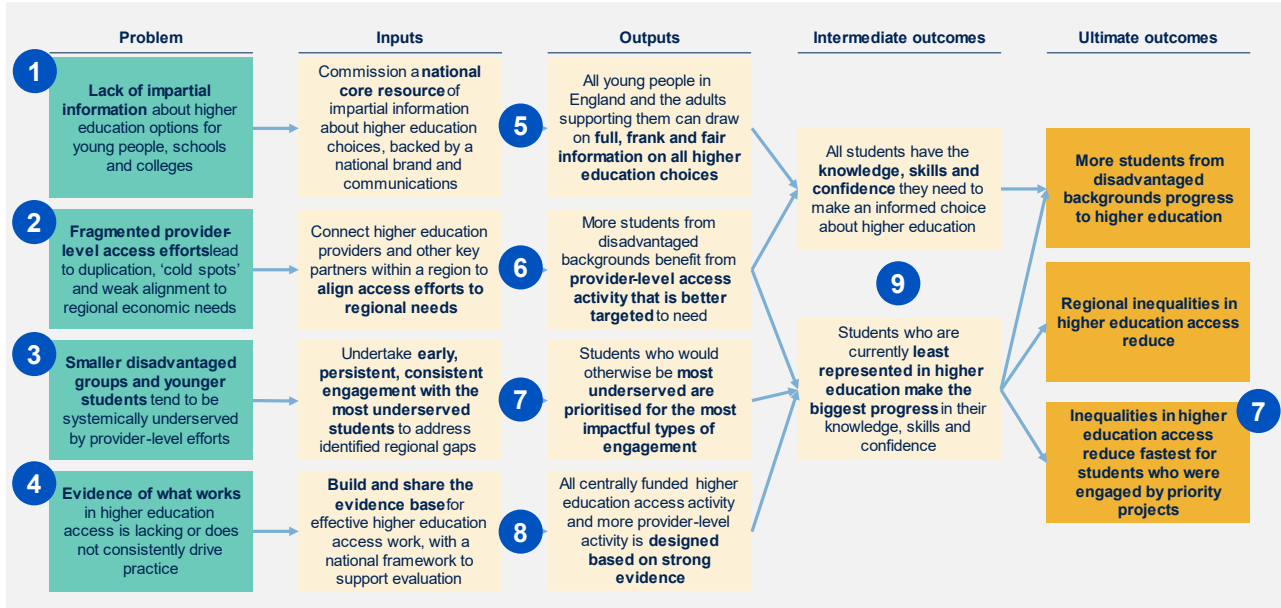 Problem
Inputs
Outputs
Intermediate outcomes
Ultimate outcomes
1
Lack of impartial
information about higher
education options for
young people, schools
and colleges
Commission a national
core resource of
impartial information
about higher education
choices, backed by a
national brand and
communications
5
All young people in
England and the adults
supporting them can draw
on full, frank and fair
information on all higher
education choices
2
Fragmented provider-
level access efforts lead
to duplication, ‘cold spots’
and weak alignment to
regional economic needs
Connect higher education
providers and other key
partners within a region to
align access efforts to
regional needs
6
More students from
disadvantaged
backgrounds benefit from
provider-level access
activity that is better
targeted to need
3
Smaller disadvantaged
groups and younger
students tend to be
systemically underserved
by provider-level efforts
Undertake early,
persistent, consistent
engagement with the
most underserved
students to address
identified regional gaps
7
Students who would
otherwise be most
underserved are
prioritised for the most
impactful types of
engagement
4
Evidence of what works
in higher education
access is lacking or does
not consistently drive
practice
Build and share the
evidence base for
effective higher education
access work, with a
national framework to
support evaluation
8
All centrally funded higher
education access activity
and more provider-level
activity is designed
based on strong
evidence
All students have the
knowledge, skills and
confidence they need to
make an informed choice
about higher education
9
Students who are
currently least
represented in higher
education make the
biggest progress in their
knowledge, skills and
confidence
More students from
disadvantaged
backgrounds progress
to higher education
Regional inequalities in
higher education access
reduce
7
Inequalities in higher
education access
reduce fastest for
students who were
engaged by priority
projects